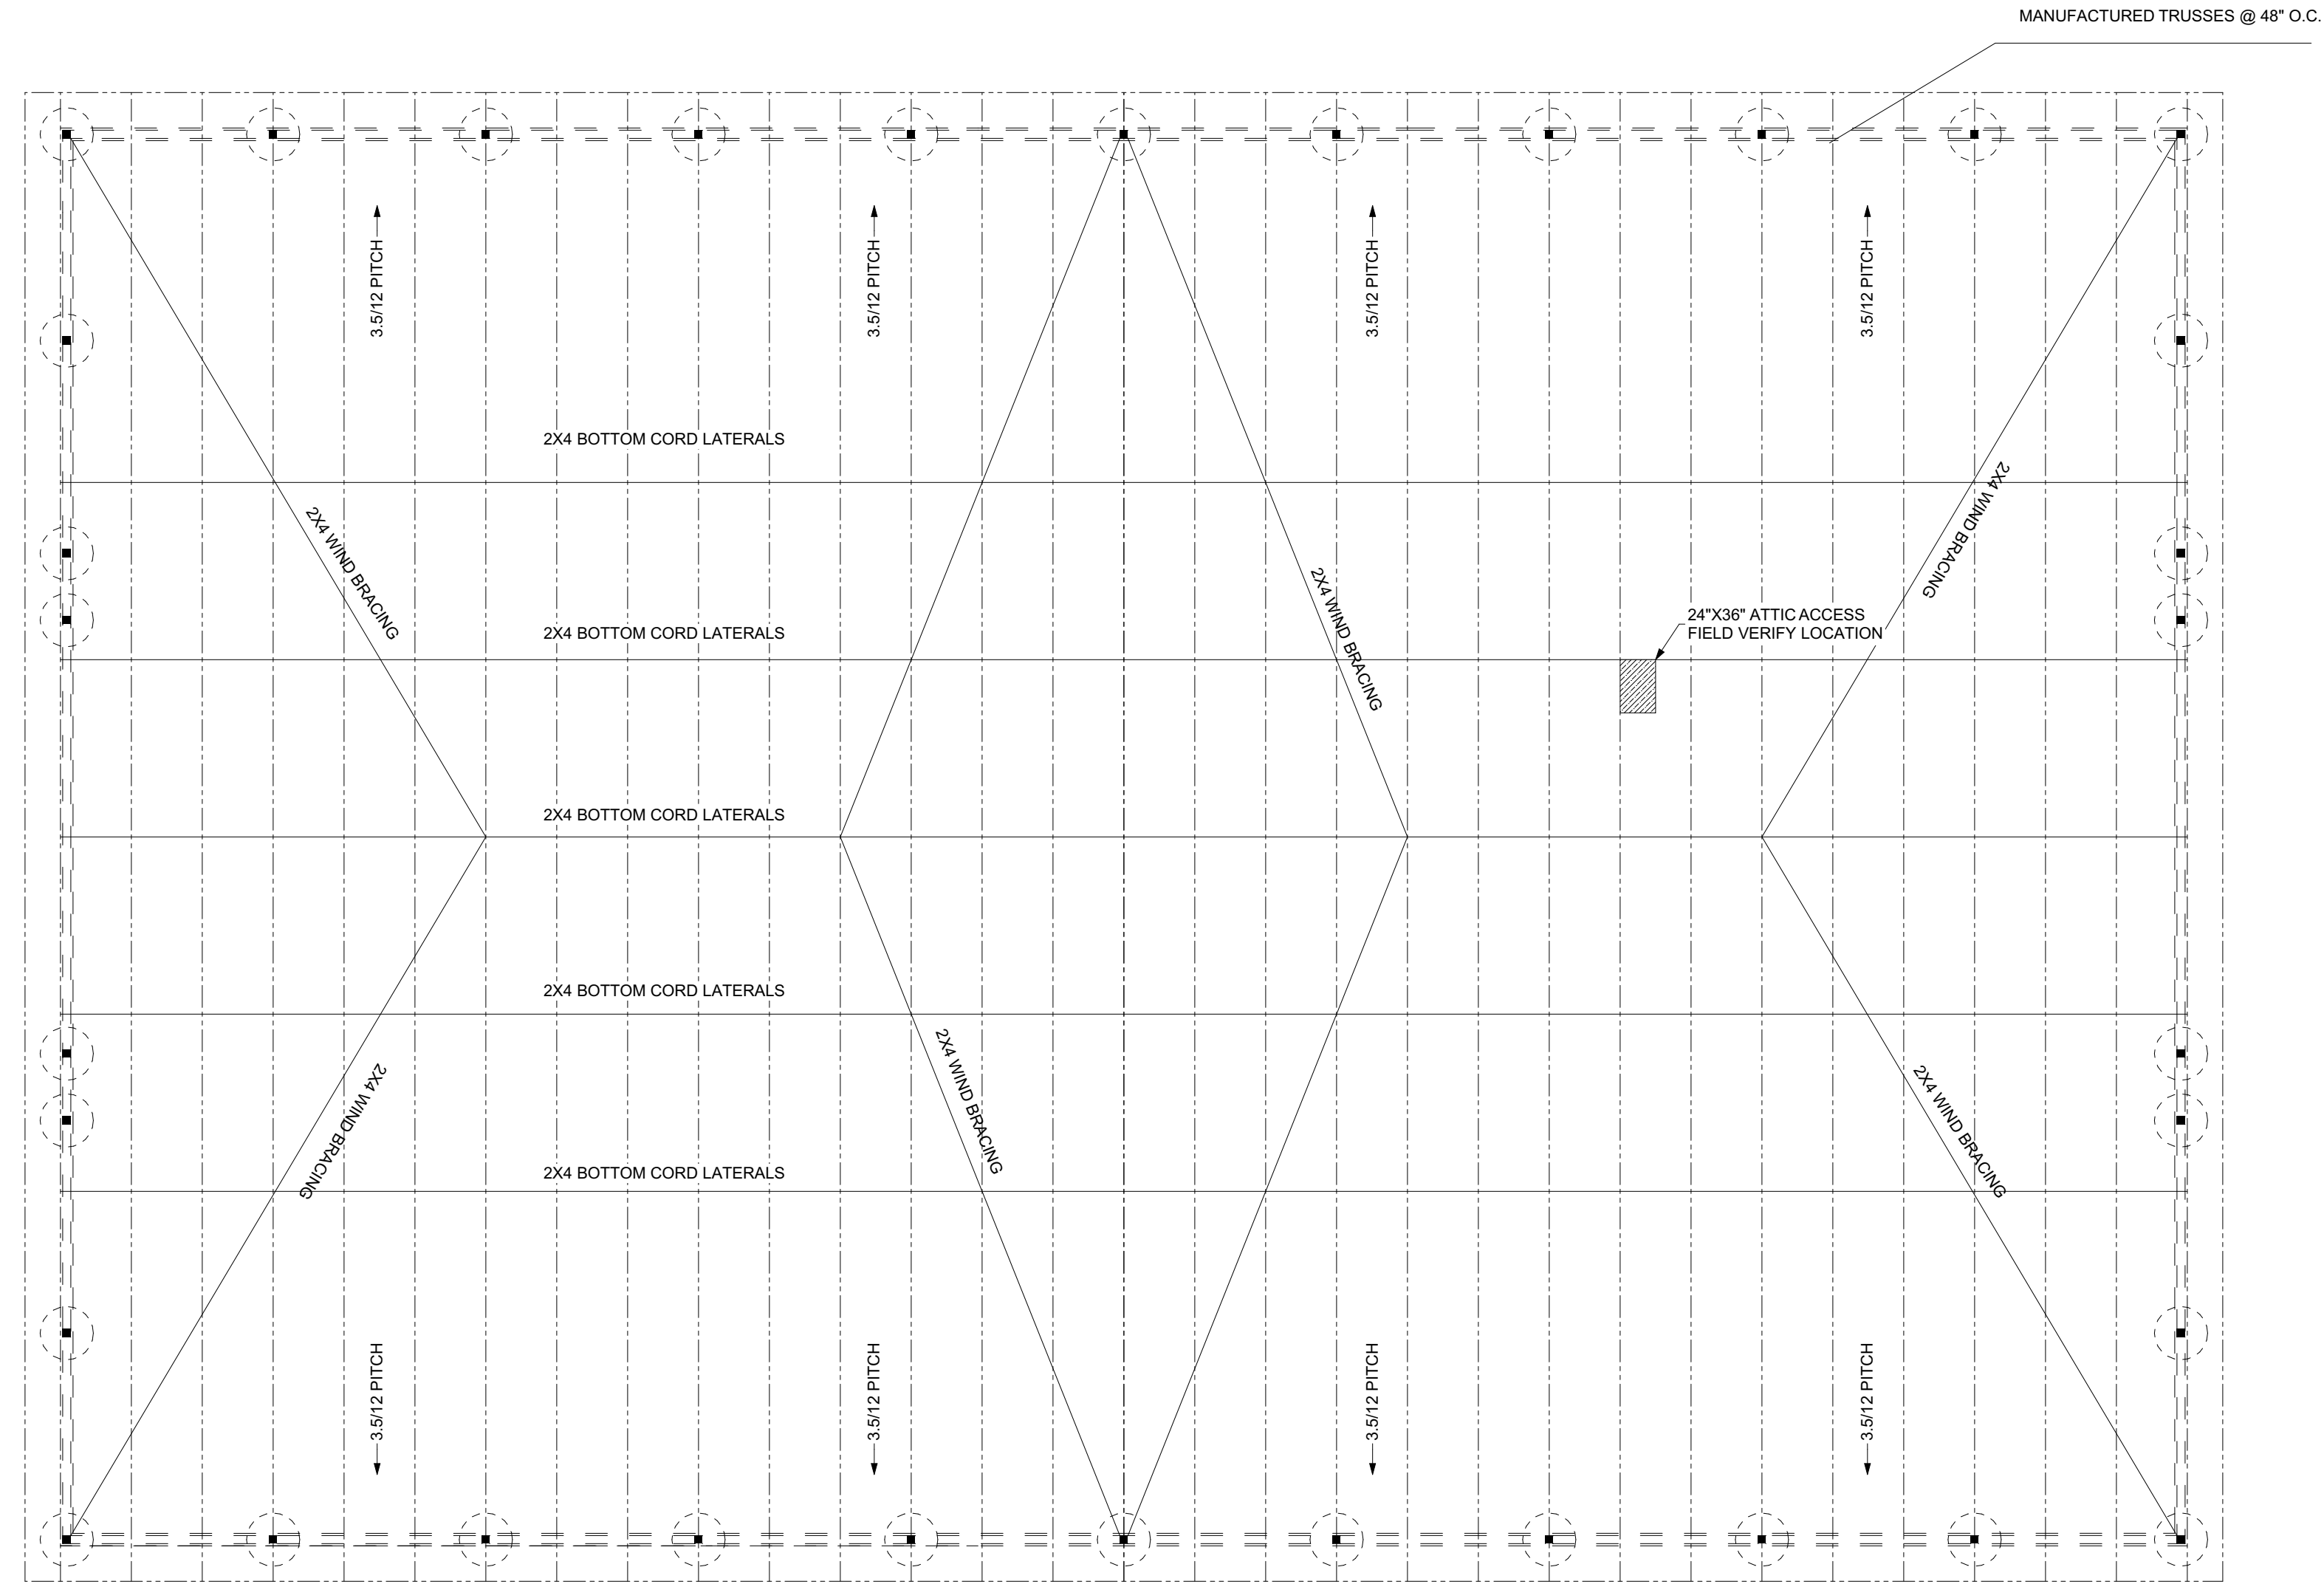 MANUFACTURED TRUSSES @ 48" O.C.
3.5/12 PITCH
3.5/12 PITCH
3.5/12 PITCH
3.5/12 PITCH
2X4 BOTTOM CORD LATERALS
2X4 WIND BRACING
2X4 WIND BRACING
2X4 WIND BRACING
24"X36" ATTIC ACCESS
FIELD VERIFY LOCATION
2X4 BOTTOM CORD LATERALS
2X4 BOTTOM CORD LATERALS
2X4 BOTTOM CORD LATERALS
2X4 WIND BRACING
2X4 WIND BRACING
2X4 WIND BRACING
2X4 BOTTOM CORD LATERALS
3.5/12 PITCH
3.5/12 PITCH
3.5/12 PITCH
3.5/12 PITCH